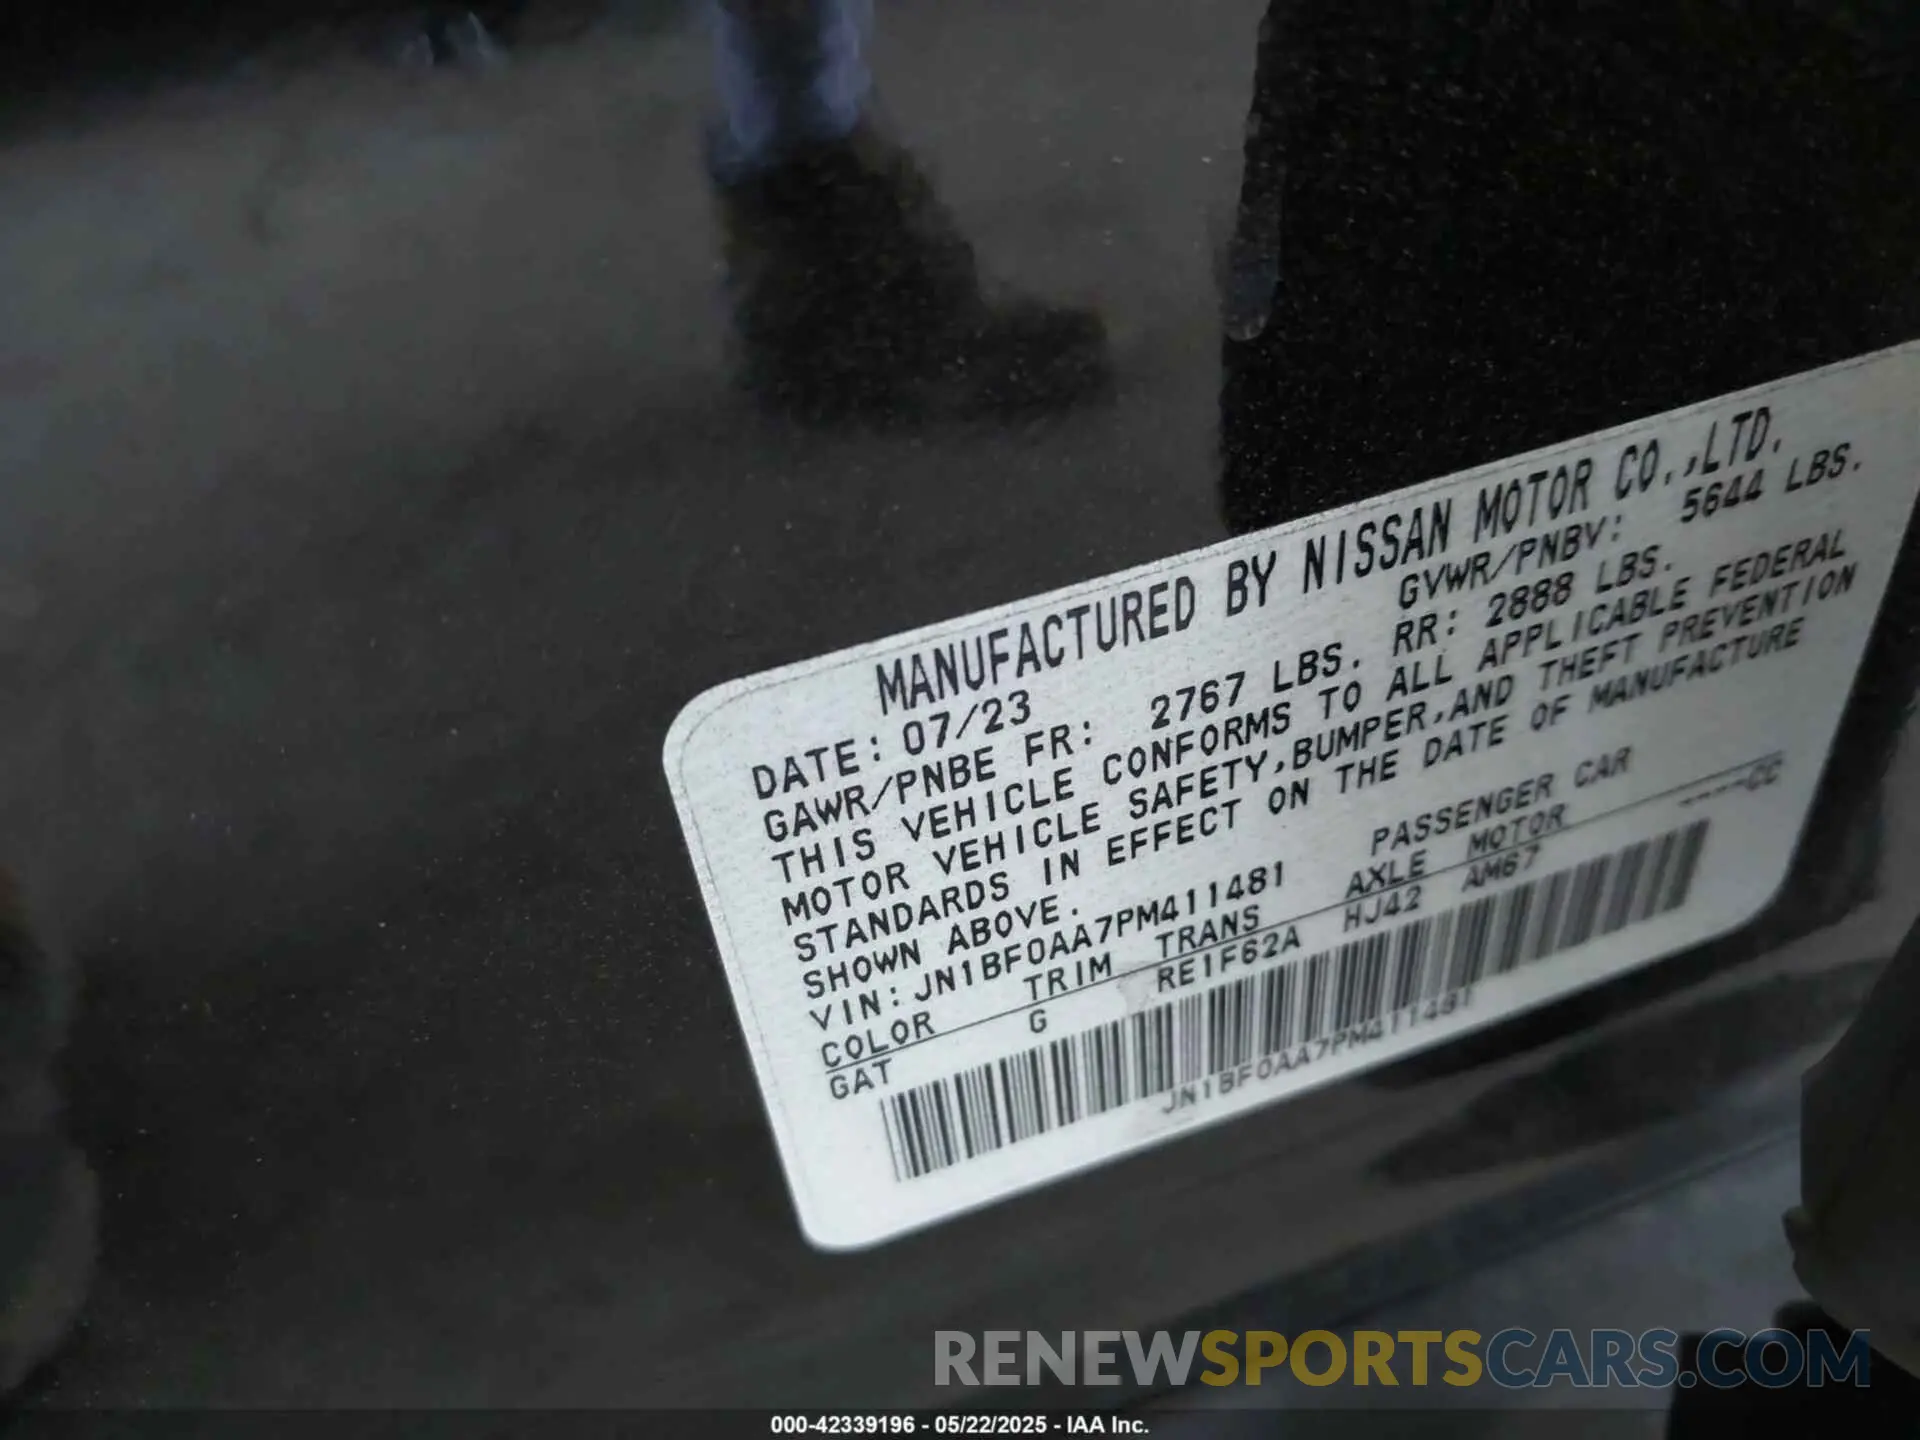 MANUFACTURED BY NISSAN MOTOR CO.,LTD.
DATE: 07/23 GVWR/PNBV: 5644 LBS.
GAWR/PNBE FR: 2767 LBS. RR: 2888 LBS.
THIS VEHICLE CONFORMS TO ALL APPLICABLE FEDERAL
MOTOR VEHICLE SAFETY,BUMPER,AND THEFT PREVENTION
STANDARDS IN EFFECT ON THE DATE OF MANUFACTURE
SHOWN ABOVE.
VIN: JN1BF0AA7PM411481 PASSENGER CAR
COLOR TRIM TRANS AXLE MOTOR ----CC
GAT G RE1F62A HJ42 AM67
JN1BF0AA7PM411481
RENEWSPORTSCARS.COM
000-42339196 - 05/22/2025 - IAA Inc.